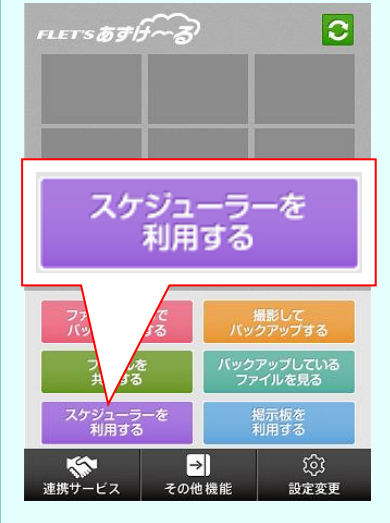 FLET'S あずけ〜る
スケジューラーを
利用する
ファ
で
バッ
する
撮影して
バックアップする
フ
を
共
する
バックアップしている
ファイルを見る
スケジューラーを
利用する
掲示板を
利用する
連携サービス
その他機能
設定変更